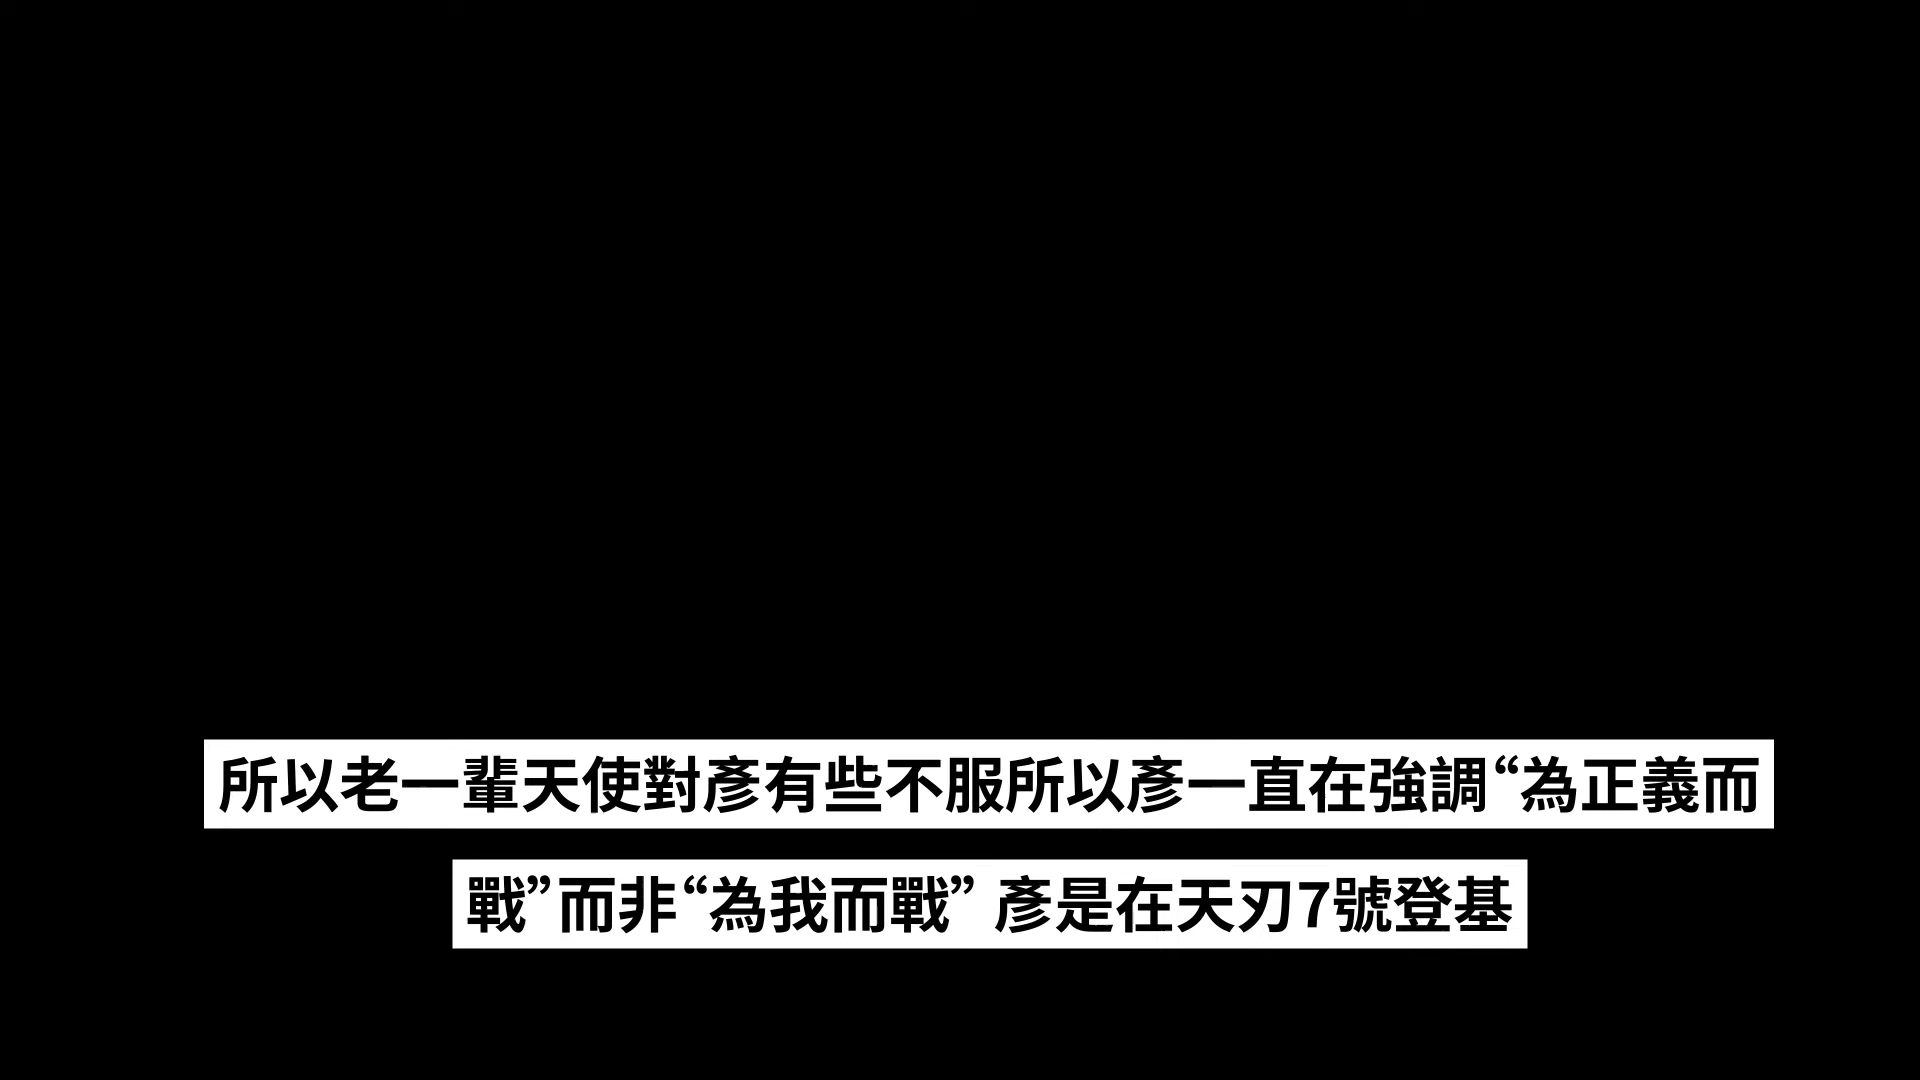 所以老一輩天使對彥有些不服所以彥一直在強調“為正義而
戰”而非“為我而戰” 彥是在天刃7號登基